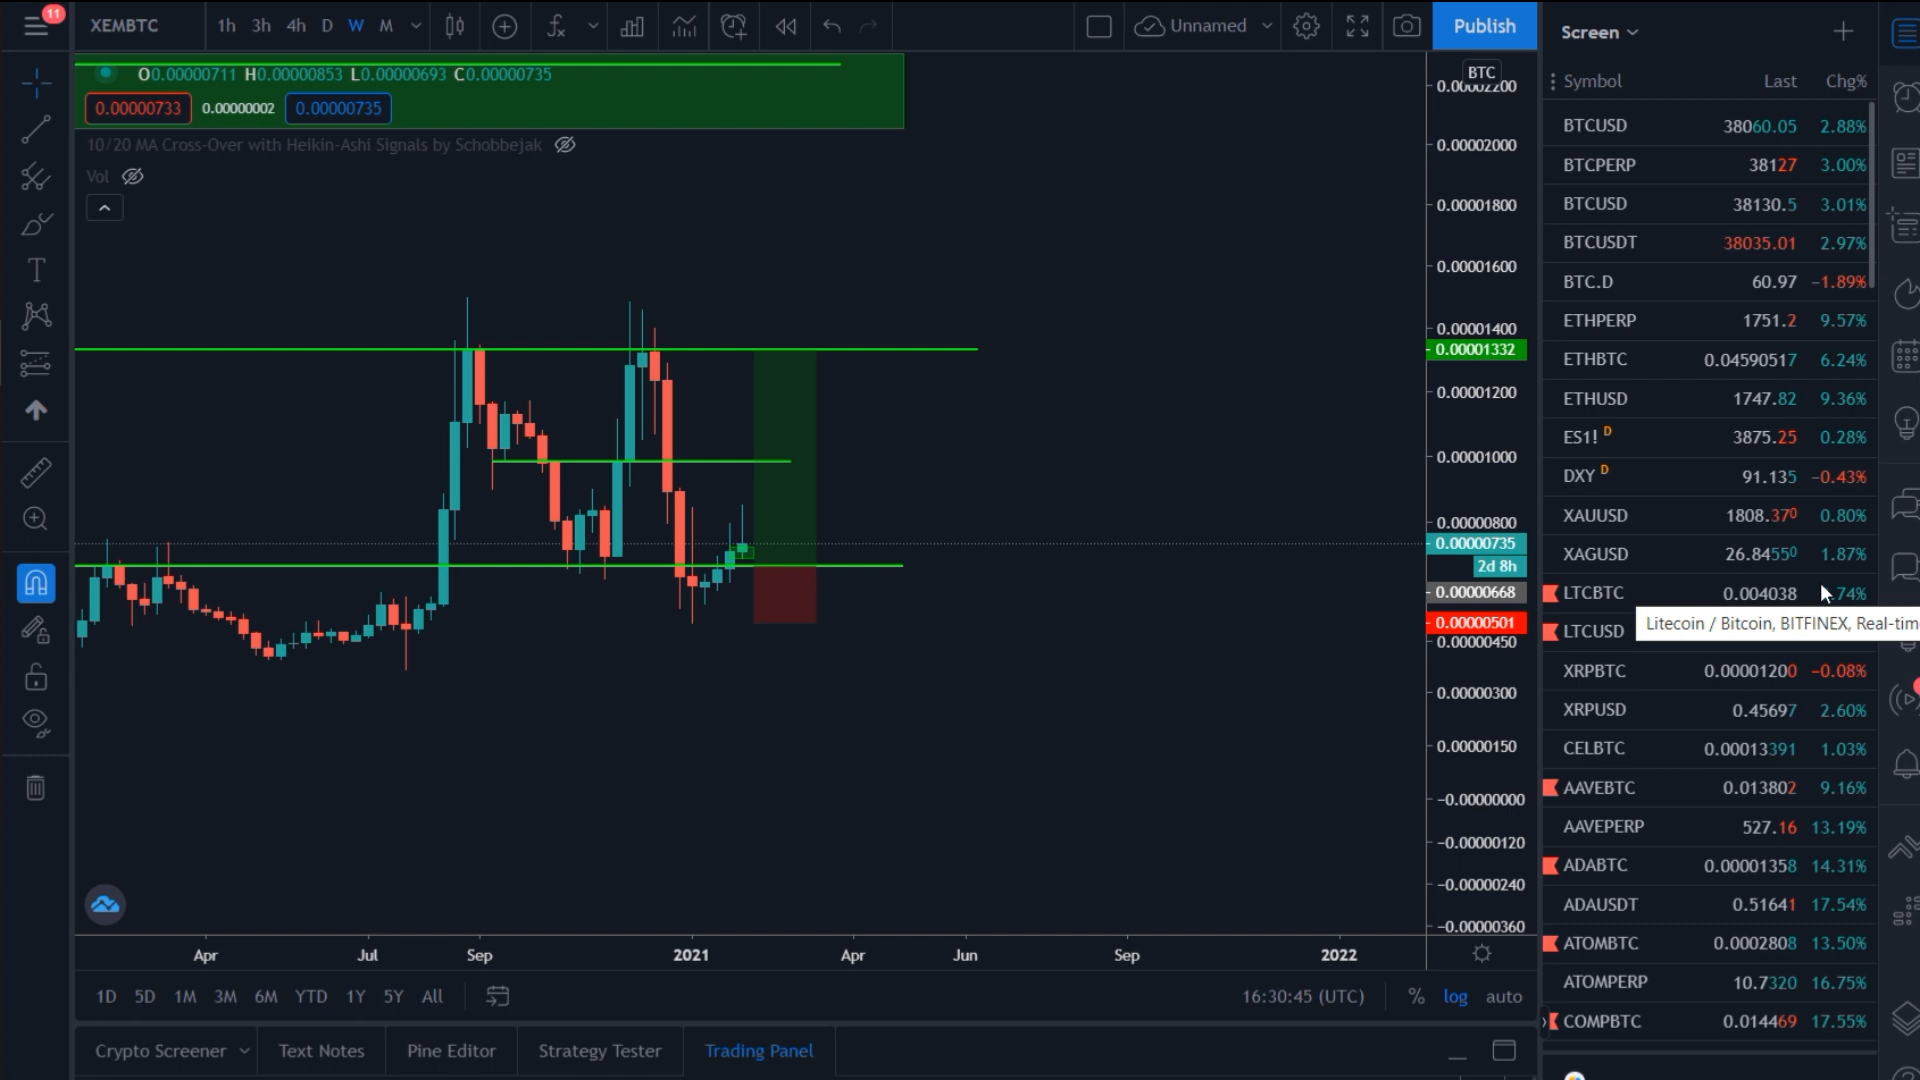 11
XEMBTC
1h 3h 4h D W M
Unnamed
Publish
Screen
O0.00000711 H0.00000853 L0.00000693 C0.00000735
0.00000733 0.00000002 0.00000735
10/20 MA Cross-Over with Heikin-Ashi Signals by Schobbejak
Vol
BTC
0.00002200
0.00002000
0.00001800
0.00001600
0.00001400
0.00001332
0.00001200
0.00001000
0.00000800
0.00000735
2d 8h
0.00000668
0.00000501
0.00000450
0.00000300
0.00000150
−0.00000000
−0.00000120
−0.00000240
−0.00000360
Apr Jul Sep 2021 Apr Jun Sep 2022
1D 5D 1M 3M 6M YTD 1Y 5Y All
16:30:45 (UTC) % log auto
Crypto Screener Text Notes Pine Editor Strategy Tester Trading Panel
Symbol Last Chg%
BTCUSD 38060.05 2.88%
BTCPERP 38127 3.00%
BTCUSD 38130.5 3.01%
BTCUSDT 38035.01 2.97%
BTC.D 60.97 −1.89%
ETHPERP 1751.2 9.57%
ETHBTC 0.04590517 6.24%
ETHUSD 1747.82 9.36%
ES1! D 3875.25 0.28%
DXY D 91.135 −0.43%
XAUUSD 1808.370 0.80%
XAGUSD 26.84550 1.87%
LTCBTC 0.004038 .74%
LTCUSD
Litecoin / Bitcoin, BITFINEX, Real-tim
XRPBTC 0.00001200 −0.08%
XRPUSD 0.45697 2.60%
CELBTC 0.00013391 1.03%
AAVEBTC 0.013802 9.16%
AAVEPERP 527.16 13.19%
ADABTC 0.00001358 14.31%
ADAUSDT 0.51641 17.54%
ATOMBTC 0.0002808 13.50%
ATOMPERP 10.7320 16.75%
COMPBTC 0.014469 17.55%